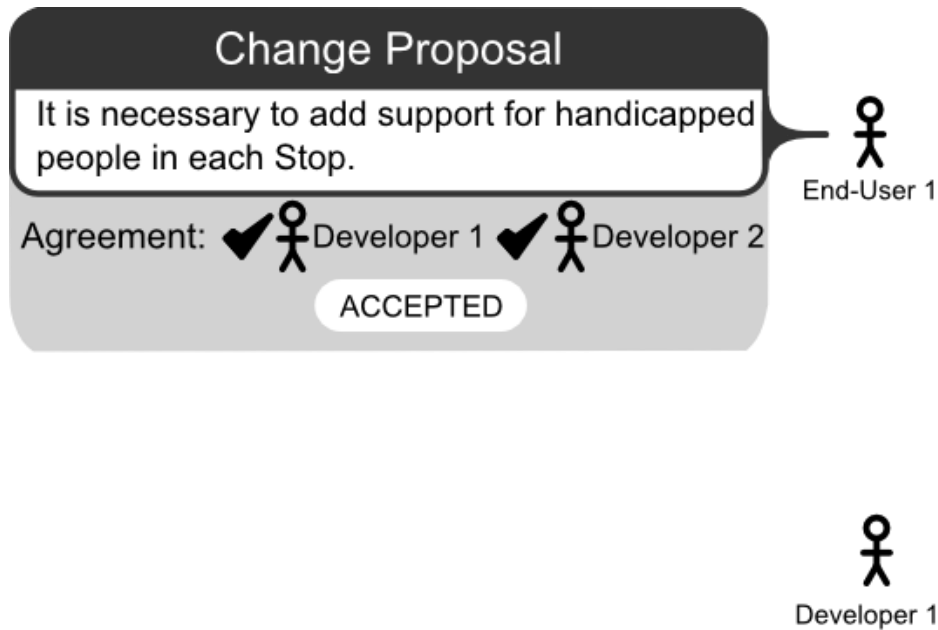 Change Proposal
It is necessary to add support for handicapped
people in each Stop.
End-User 1
Agreement: Developer 1 Developer 2
ACCEPTED
Developer 1